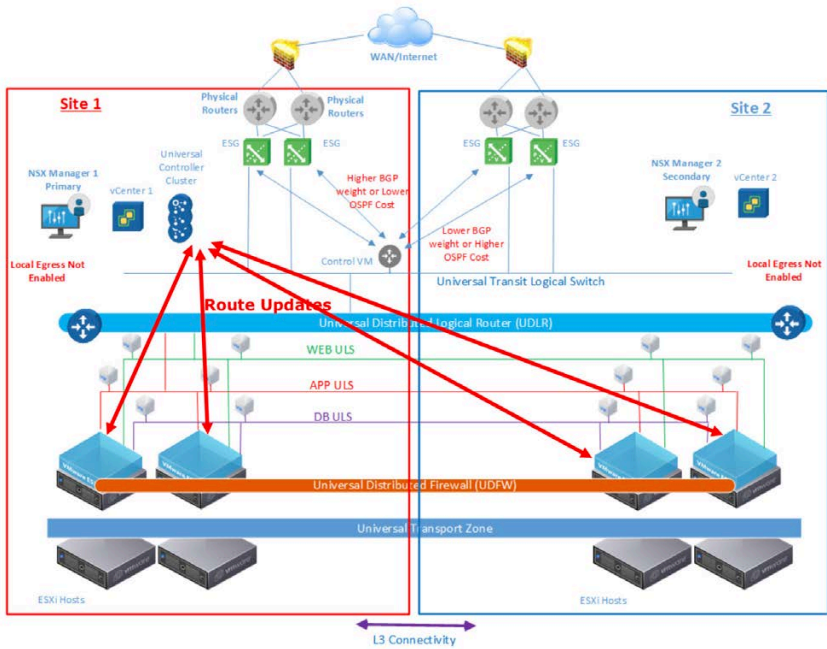 WAN/Internet
Site 1
Site 2
Physical
Routers
Physical
Routers
ESG
ESG
ESG
ESG
NSX Manager 1
Primary
vCenter 1
Universal
Controller
Cluster
Higher BGP
weight or Lower
OSPF Cost
NSX Manager 2
Secondary
vCenter 2
Lower BGP
weight or Higher
OSPF Cost
Control VM
Local Egress Not
Enabled
Local Egress Not
Enabled
Universal Transit Logical Switch
Route Updates
Universal Distributed Logical Router (UDLR)
WEB ULS
APP ULS
DB ULS
Universal Distributed Firewall (UDFW)
Universal Transport Zone
ESXi Hosts
ESXi Hosts
L3 Connectivity